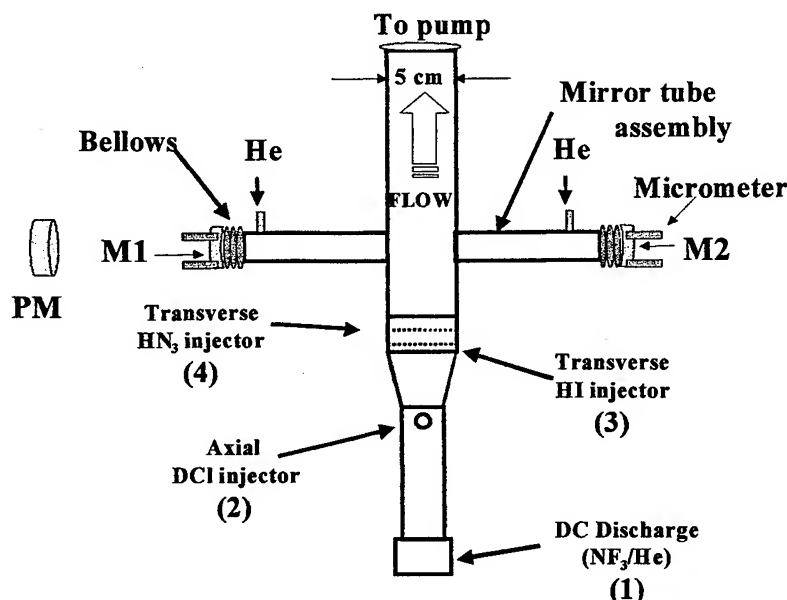 To pump
5 cm
Mirror tube
assembly
Bellows
He
He
Micrometer
FLOW
M1
M2
PM
Transverse
HN3 injector
(4)
Transverse
HI injector
(3)
Axial
DCl injector
(2)
DC Discharge
(NF3/He)
(1)